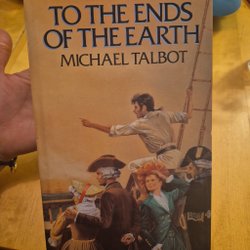 TO THE ENDS
OF THE EARTH
MICHAEL TALBOT